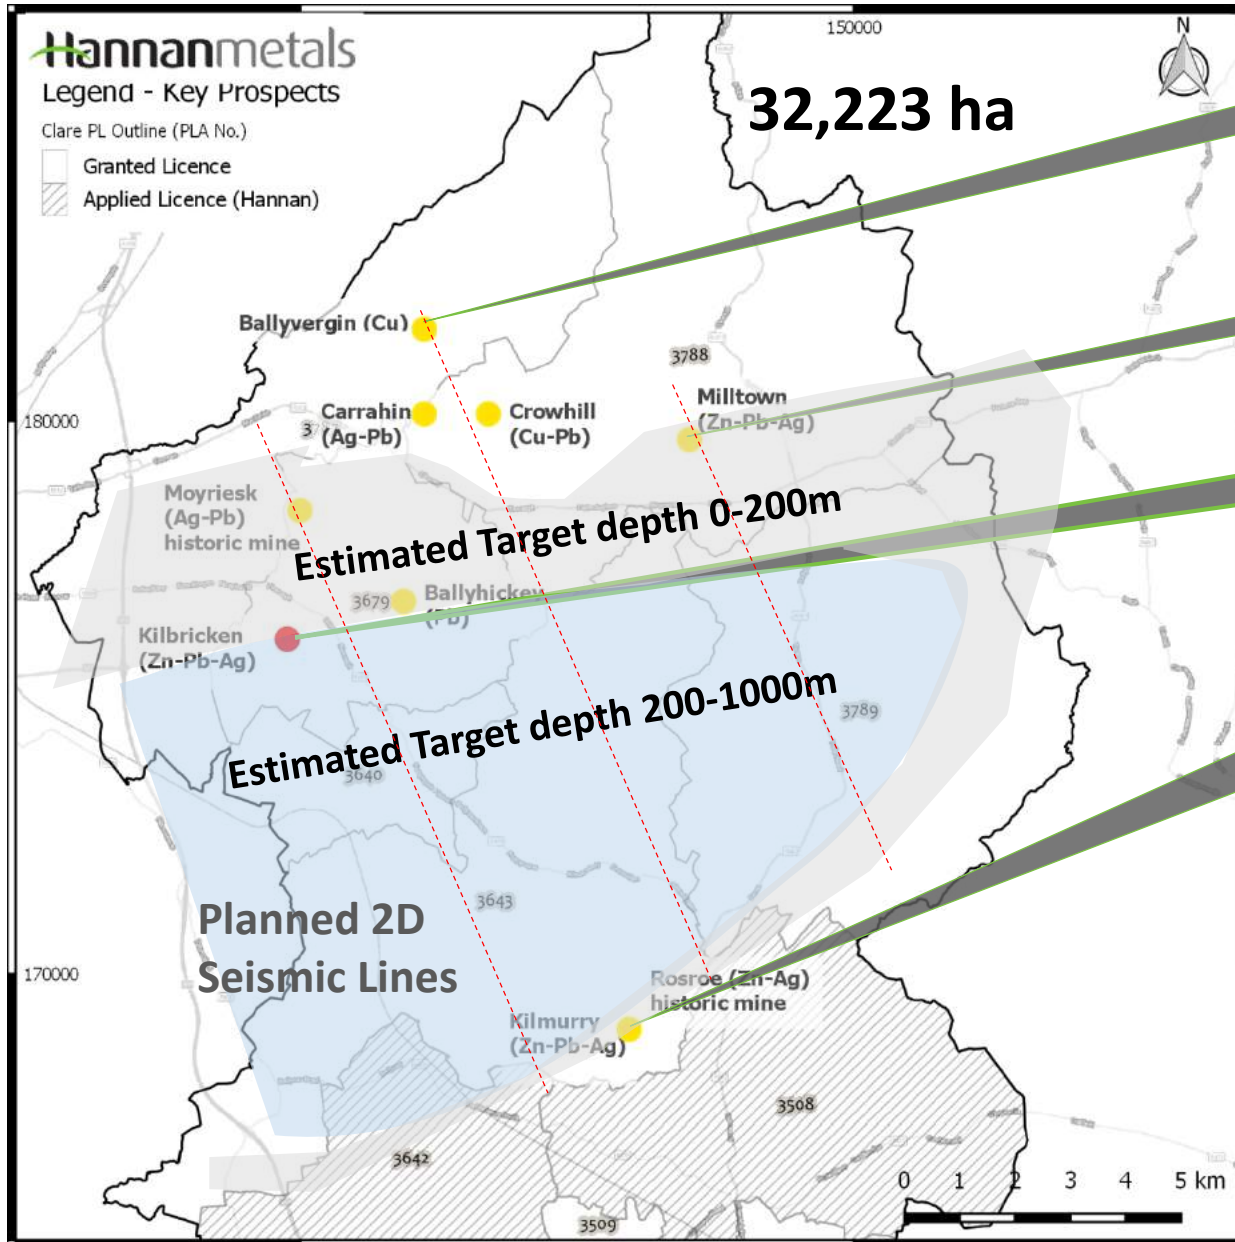 150000
N
Hannanmetals
Legend - Key Prospects
32,223 ha
Clare PL Outline (PLA No.)
Granted Licence
Applied Licence (Hannan)
Ballyvergin (Cu)
3788
Milltown
(Zn-Pb-Ag)
Carrahin
(Ag-Pb)
Crowhill
(Cu-Pb)
180000
Moyriesk
(Ag-Pb)
historic mine
Estimated Target depth 0-200m
3679
Ballyhickey
(Pb)
Kilbricken
(Zn-Pb-Ag)
Estimated Target depth 200-1000m
3789
3640
3643
Planned 2D
Seismic Lines
170000
Rosroe (Zn-Ag)
historic mine
Kilmurry
(Zn-Pb-Ag)
3508
3642
0 1 2 3 4 5 km
3509